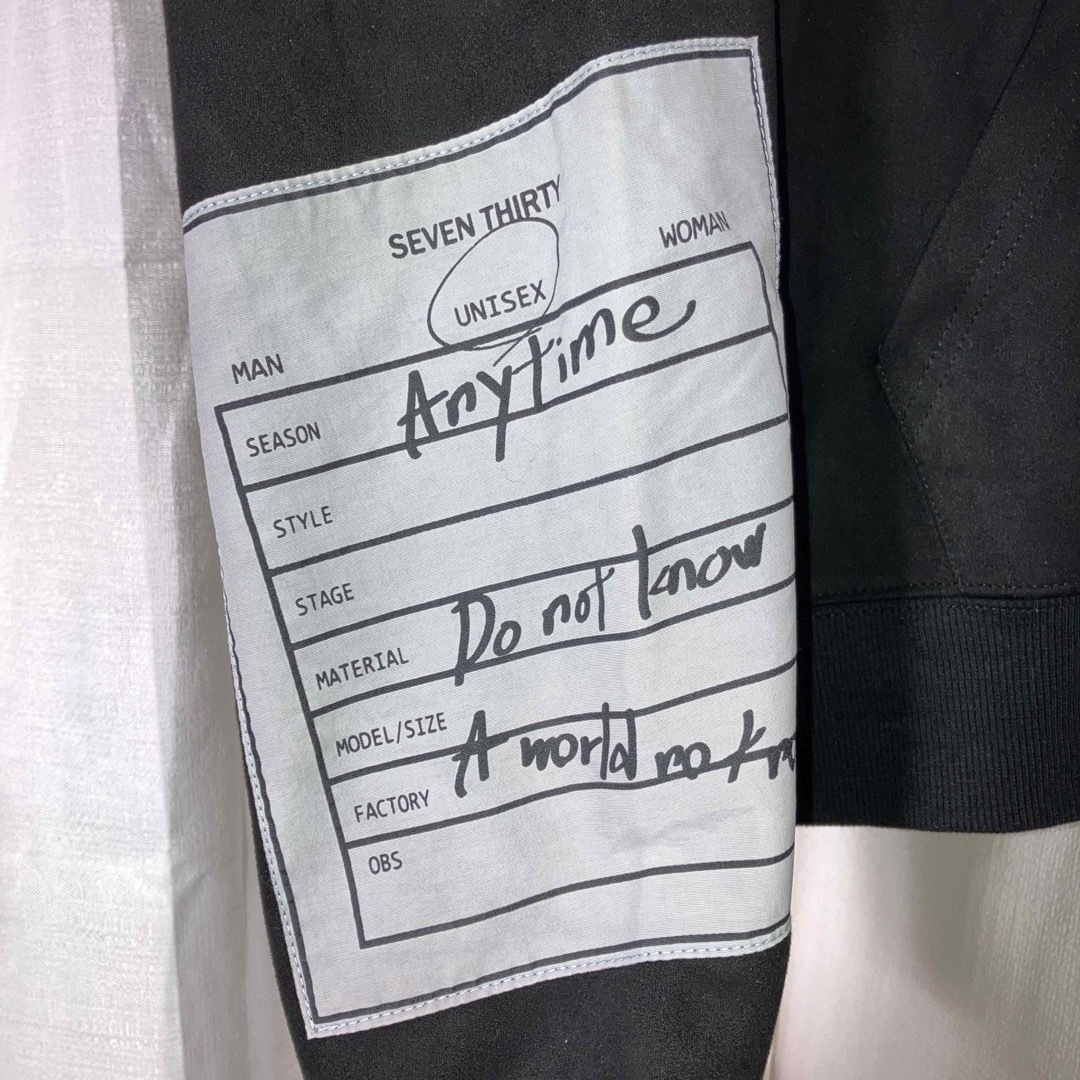 SEVEN THIRTY
MAN UNISEX WOMAN
SEASON Anytime
STYLE
STAGE
MATERIAL Do not know
MODEL/SIZE
FACTORY A world no
OBS